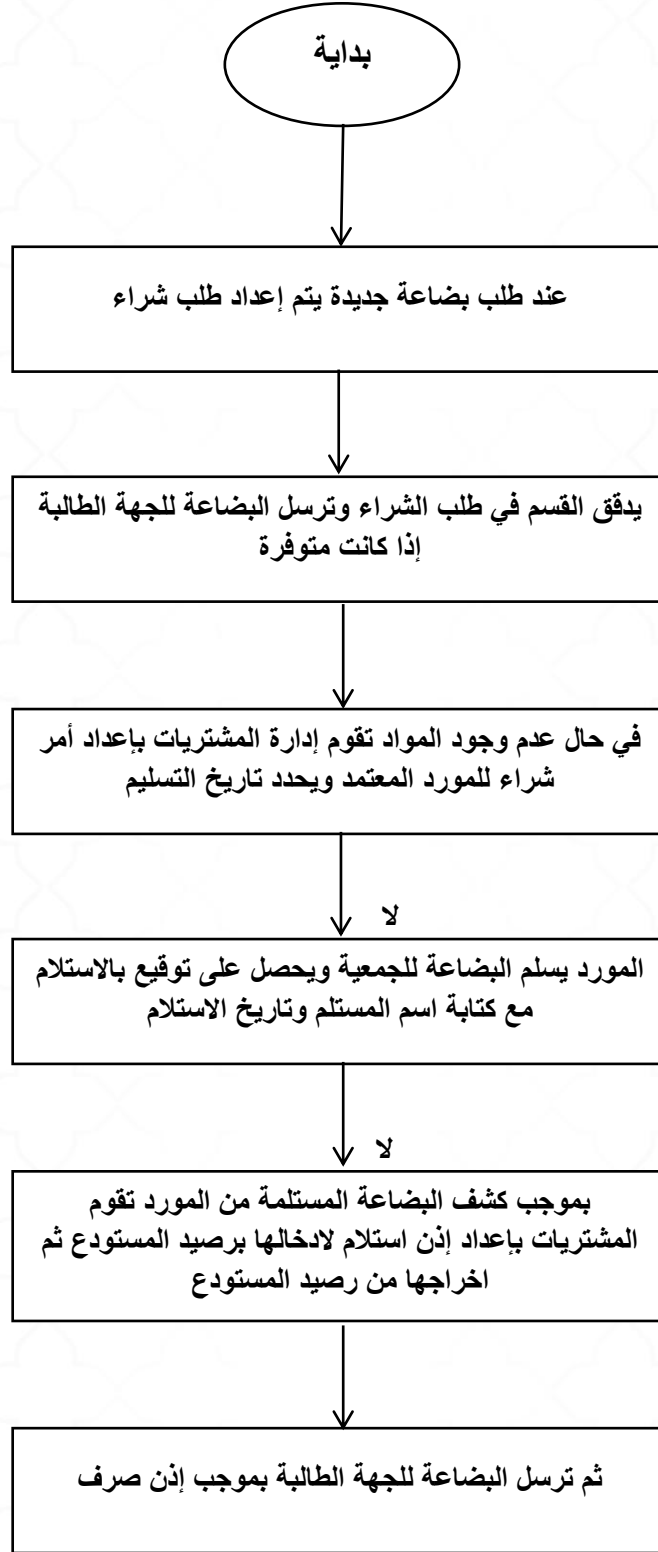 بداية
عند طلب بضاعة جديدة يتم إعداد طلب شراء
يدقق القسم في طلب الشراء وترسل البضاعة للجهة الطالبة
إذا كانت متوفرة
في حال عدم وجود المواد تقوم إدارة المشتريات بإعداد أمر
شراء للمورد المعتمد ويحدد تاريخ التسليم
لا
المورد يسلم البضاعة للجمعية ويحصل على توقيع بالاستلام
مع كتابة اسم المستلم وتاريخ الاستلام
لا
بموجب كشف البضاعة المستلمة من المورد تقوم
المشتريات بإعداد إذن استلام لادخالها برصيد المستودع ثم
اخراجها من رصيد المستودع
ثم ترسل البضاعة للجهة الطالبة بموجب إذن صرف